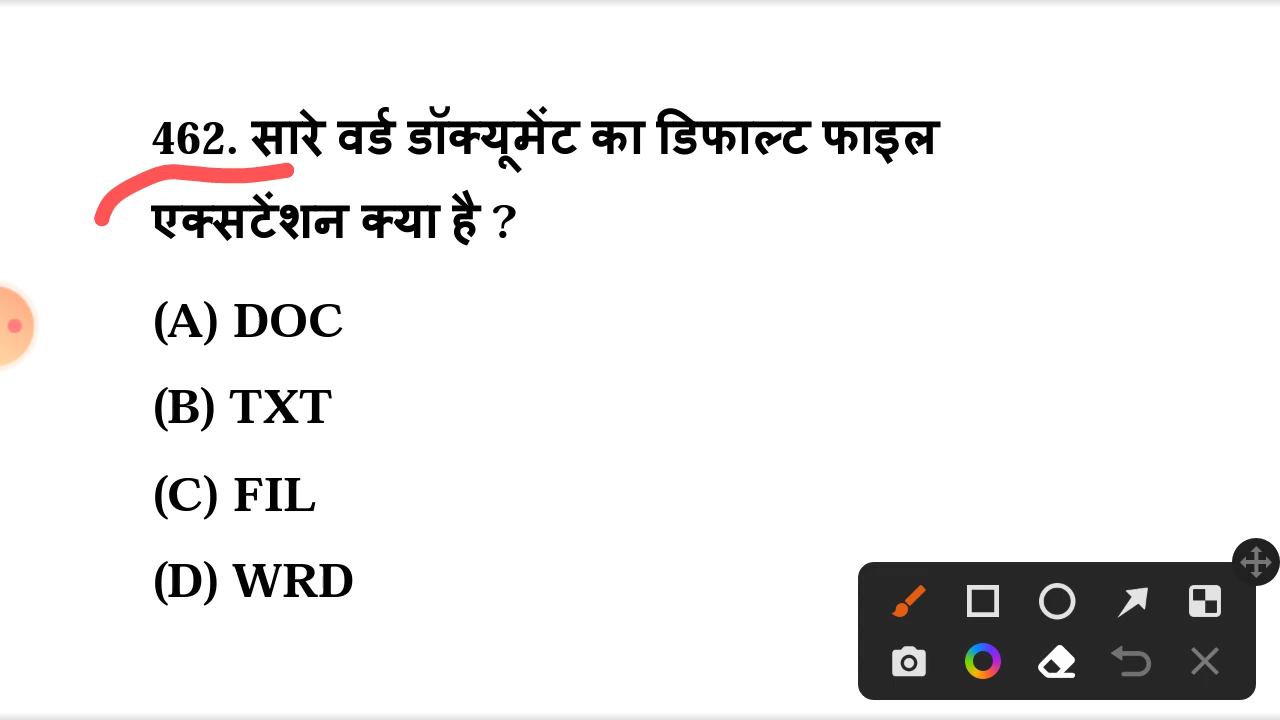 462. सारे वर्ड डॉक्यूमेंट का डिफाल्ट फाइल
एक्सटेंशन क्या है ?
(A) DOC
(B) TXT
(C) FIL
(D) WRD